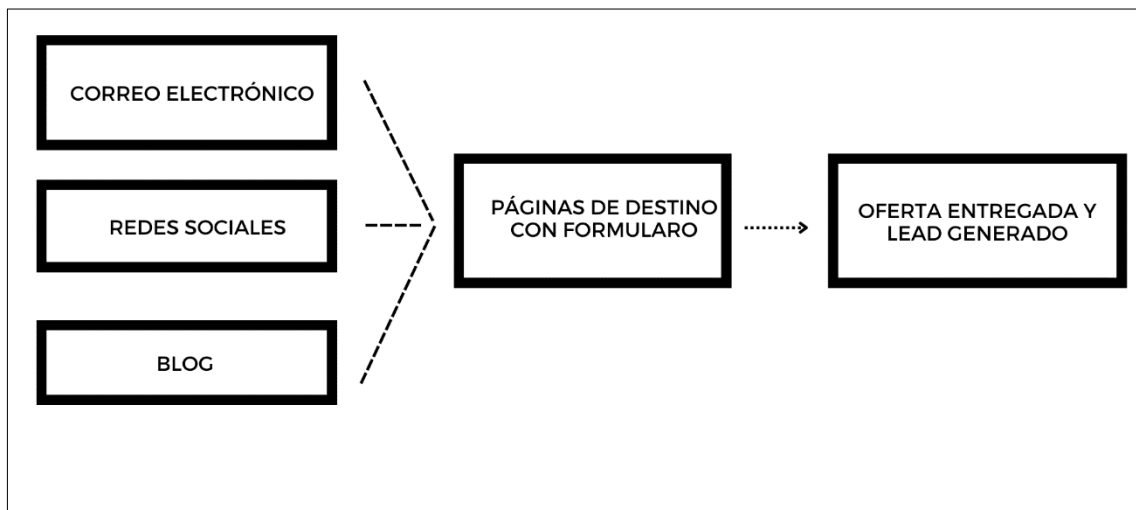 CORREO ELECTRÓNICO
REDES SOCIALES
BLOG
PÁGINAS DE DESTINO
CON FORMULARO
OFERTA ENTREGADA Y
LEAD GENERADO